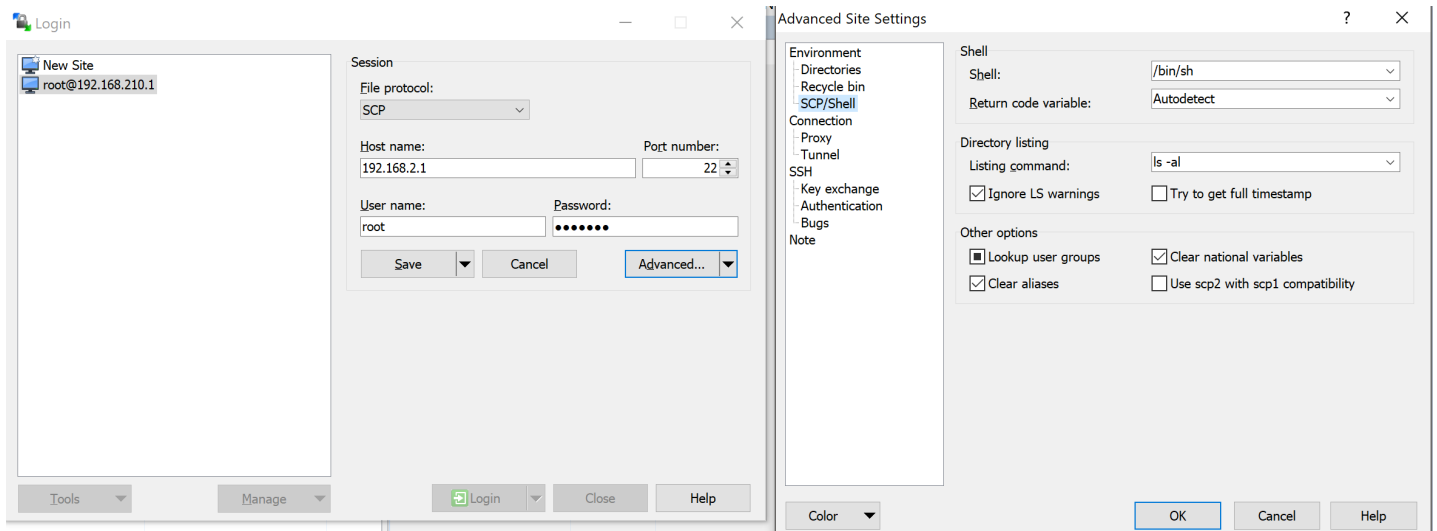 Login
New Site
root@192.168.210.1
Session
File protocol:
SCP
Host name:
Port number:
192.168.2.1
22
User name:
Password:
root
●●●●●●●
Save
Cancel
Advanced...
Tools
Manage
Login
Close
Help
Advanced Site Settings
?
Environment
Directories
Recycle bin
SCP/Shell
Connection
Proxy
Tunnel
SSH
Key exchange
Authentication
Bugs
Note
Shell
Shell:
/bin/sh
Return code variable:
Autodetect
Directory listing
Listing command:
ls -al
Ignore LS warnings
Try to get full timestamp
Other options
Lookup user groups
Clear national variables
Clear aliases
Use scp2 with scp1 compatibility
Color
OK
Cancel
Help